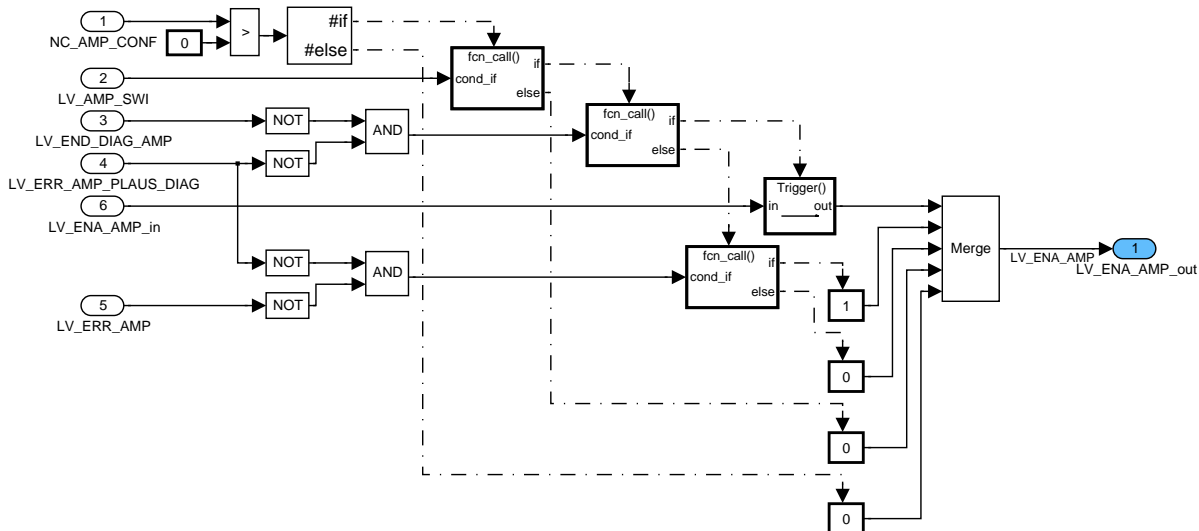 1
NC_AMP_CONF
0
>
#if
#else
2
LV_AMP_SWI
fcn_call()
cond_if
if
else
3
LV_END_DIAG_AMP
NOT
AND
fcn_call()
cond_if
if
else
4
LV_ERR_AMP_PLAUS_DIAG
NOT
6
LV_ENA_AMP_in
Trigger()
in
out
Merge
LV_ENA_AMP
1
LV_ENA_AMP_out
NOT
AND
fcn_call()
cond_if
if
else
5
LV_ERR_AMP
NOT
1
0
0
0